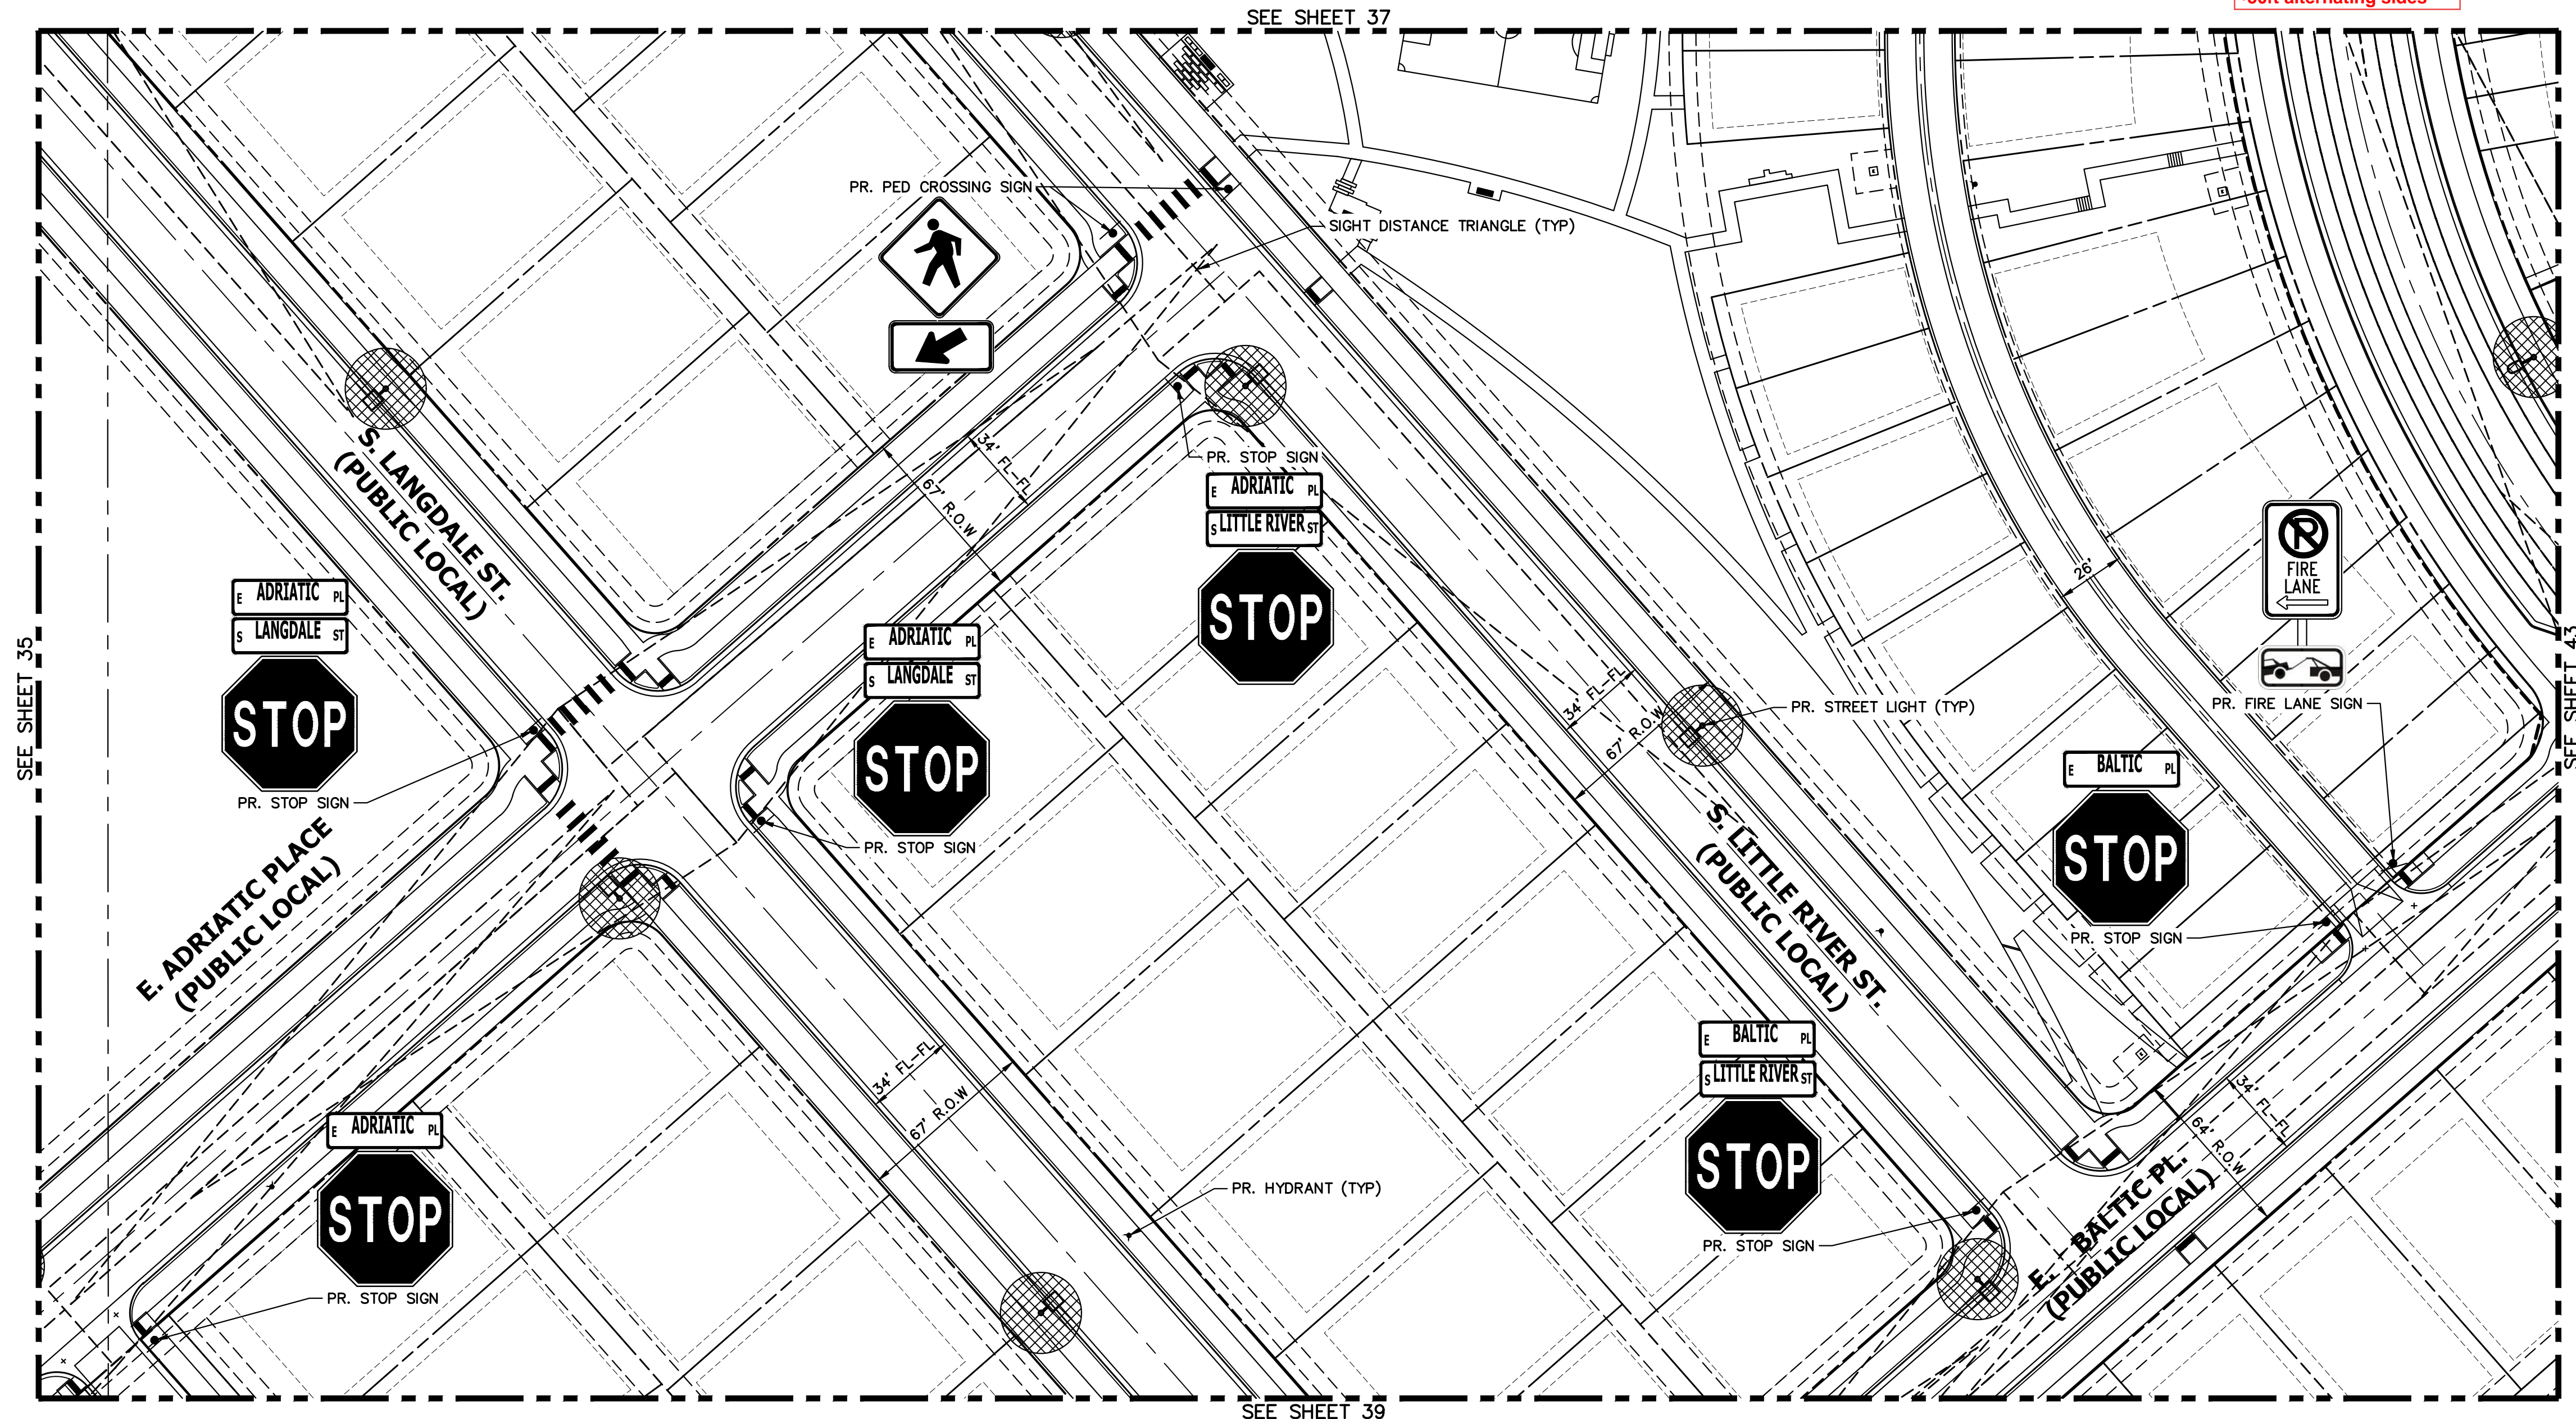 SEE SHEET 37
30ft alternating sides
PR. PED CROSSING SIGN
SIGHT DISTANCE TRIANGLE (TYP)
S. LANGDALE ST.
(PUBLIC LOCAL)
34' FL-FL
67' R.O.W
PR. STOP SIGN
E ADRIATIC PL
S LITTLE RIVER ST
STOP
E ADRIATIC PL
S LANGDALE ST
STOP
PR. STOP SIGN
E ADRIATIC PL
S LANGDALE ST
STOP
PR. STOP SIGN
26'
P
FIRE
LANE
PR. FIRE LANE SIGN
34' FL-FL
67' R.O.W
PR. STREET LIGHT (TYP)
SEE SHEET 35
SEE SHEET 43
E BALTIC PL
STOP
PR. STOP SIGN
E. ADRIATIC PLACE
(PUBLIC LOCAL)
S. LITTLE RIVER ST.
(PUBLIC LOCAL)
34' FL-FL
67' R.O.W
E BALTIC PL
S LITTLE RIVER ST
STOP
PR. STOP SIGN
34' FL-FL
64' R.O.W
E ADRIATIC PL
STOP
PR. STOP SIGN
PR. HYDRANT (TYP)
E. BALTIC PL.
(PUBLIC LOCAL)
SEE SHEET 39